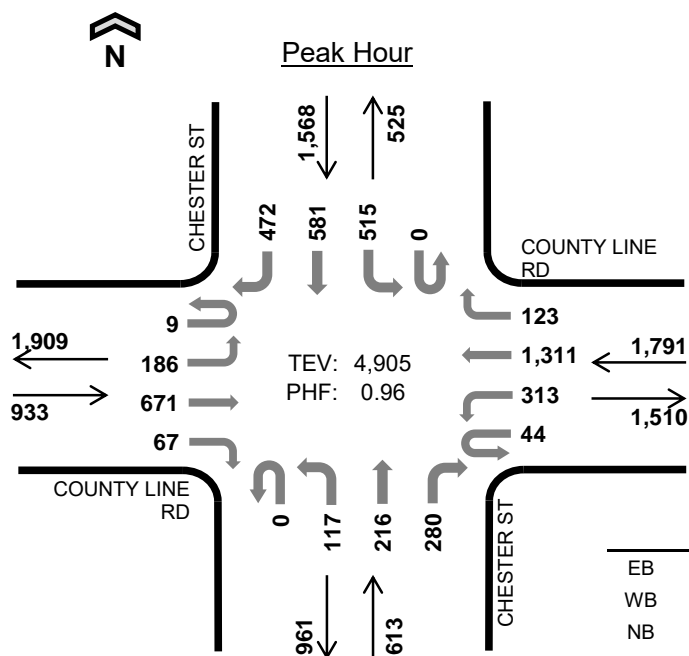 N
Peak Hour
CHESTER ST
1,568
525
472
581
515
0
COUNTY LINE
RD
9
123
1,909
186
TEV: 4,905
1,311
1,791
933
671
PHF: 0.96
313
1,510
67
44
COUNTY LINE
RD
0
117
216
280
CHESTER ST
961
613
EB
WB
NB